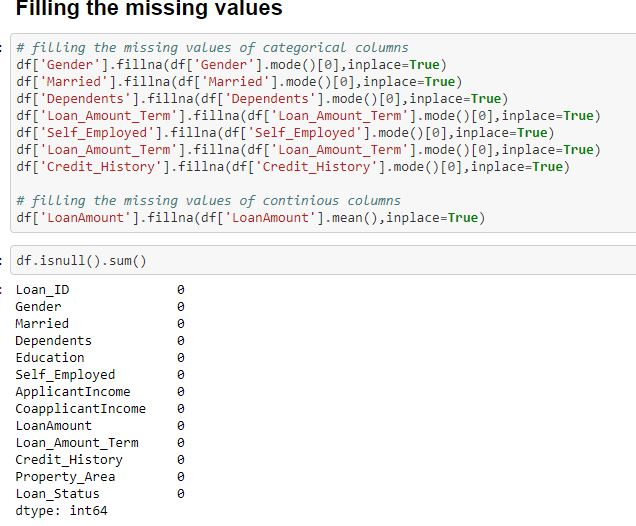 Filling the missing values
# filling the missing values of categorical columns
df['Gender'].fillna(df['Gender'].mode()[0],inplace=True)
df['Married'].fillna(df['Married'].mode()[0],inplace=True)
df['Dependents'].fillna(df['Dependents'].mode()[0],inplace=True)
df['Loan_Amount_Term'].fillna(df['Loan_Amount_Term'].mode()[0],inplace=True)
df['Self_Employed'].fillna(df['Self_Employed'].mode()[0],inplace=True)
df['Loan_Amount_Term'].fillna(df['Loan_Amount_Term'].mode()[0],inplace=True)
df['Credit_History'].fillna(df['Credit_History'].mode()[0],inplace=True)
# filling the missing values of continious columns
df['LoanAmount'].fillna(df['LoanAmount'].mean(),inplace=True)
df.isnull().sum()
Loan_ID 0
Gender 0
Married 0
Dependents 0
Education 0
Self_Employed 0
ApplicantIncome 0
CoapplicantIncome 0
LoanAmount 0
Loan_Amount_Term 0
Credit_History 0
Property_Area 0
Loan_Status 0
dtype: int64